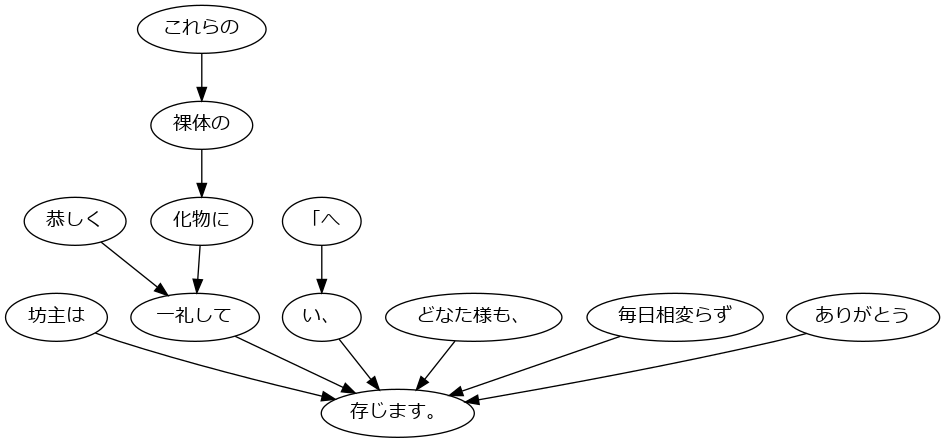 これらの
裸体の
恭しく
化物に
「へ
坊主は
一礼して
い、
どなた様も、
毎日相変らず
ありがとう
存じます。